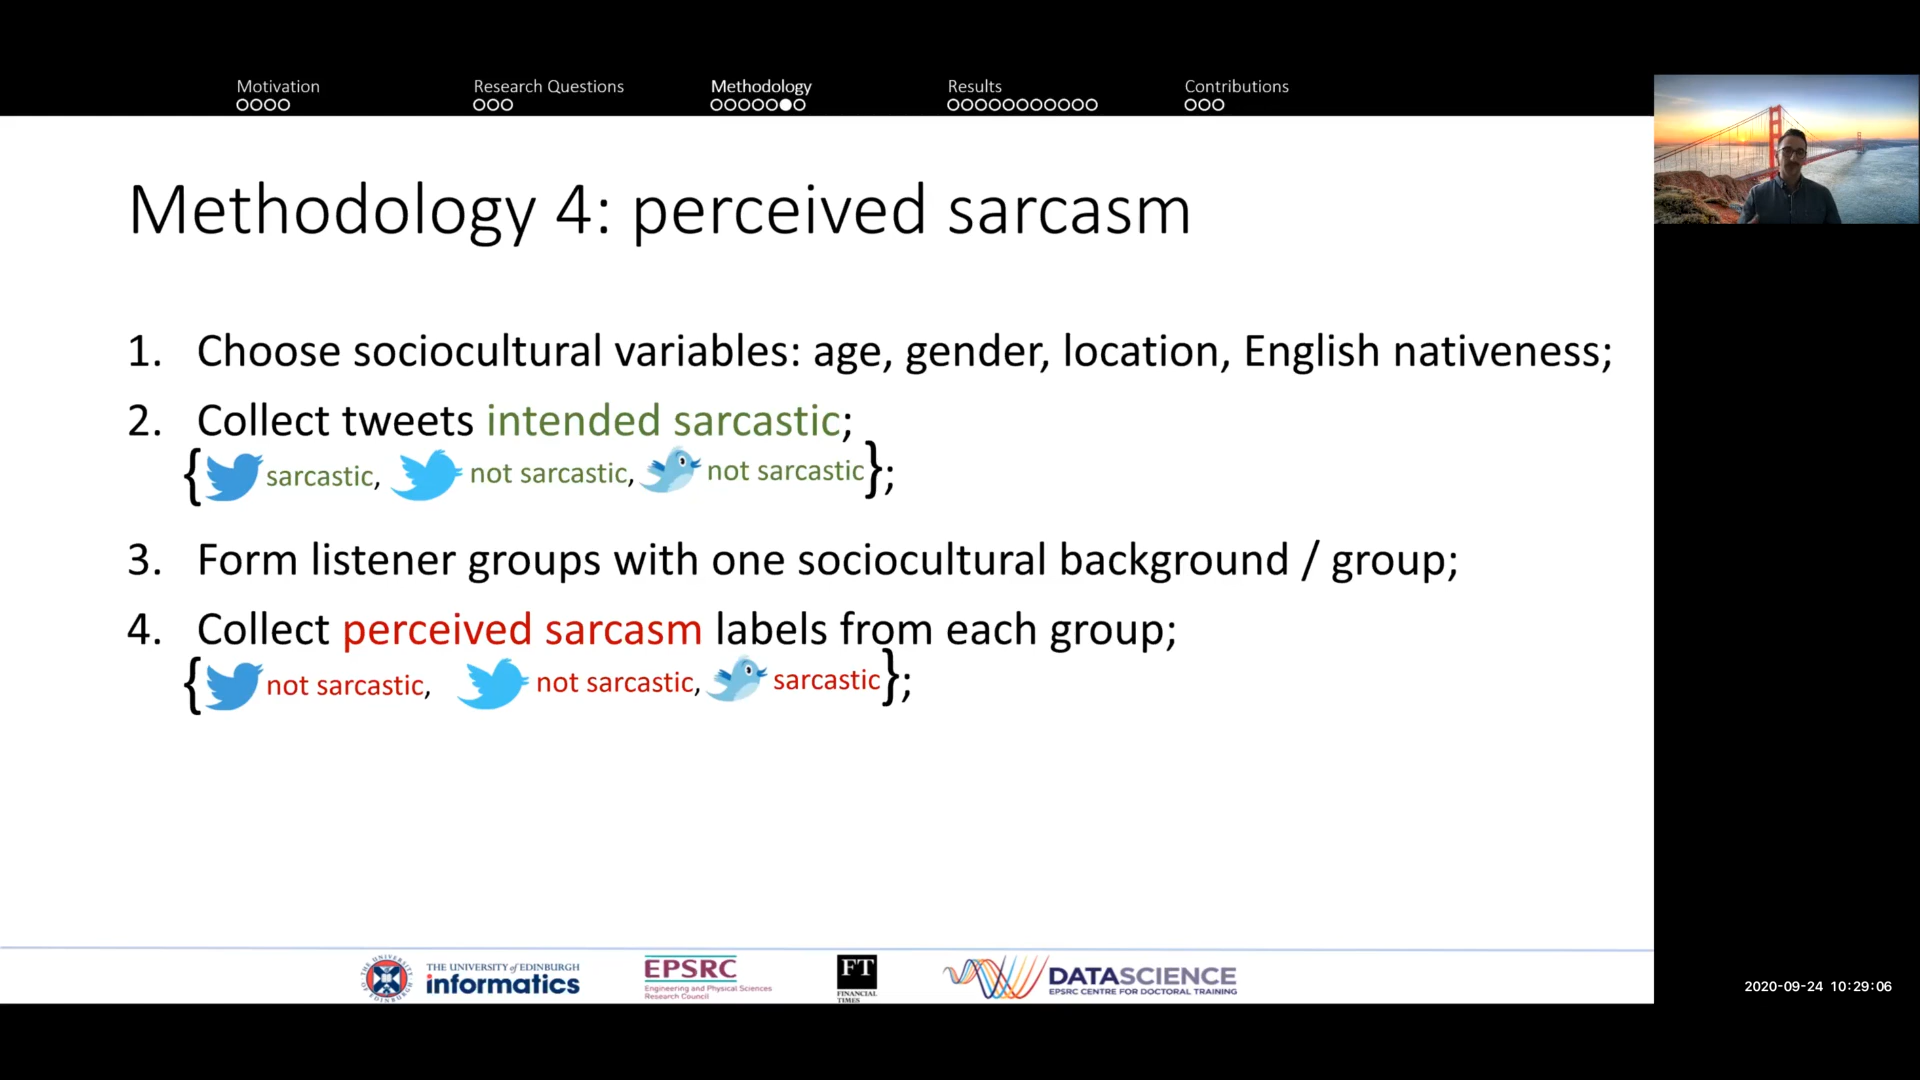 Motivation
Research Questions
Methodology
Results
Contributions
Methodology 4: perceived sarcasm
1. Choose sociocultural variables: age, gender, location, English nativeness;
2. Collect tweets intended sarcastic;
{ sarcastic, not sarcastic, not sarcastic};
3. Form listener groups with one sociocultural background / group;
4. Collect perceived sarcasm labels from each group;
{ not sarcastic, not sarcastic, sarcastic};
THE UNIVERSITY of EDINBURGH
informatics
EPSRC
Engineering and Physical Sciences
Research Council
FT
FINANCIAL
TIMES
DATASCIENCE
EPSRC CENTRE FOR DOCTORAL TRAINING
2020-09-24 10:29:06